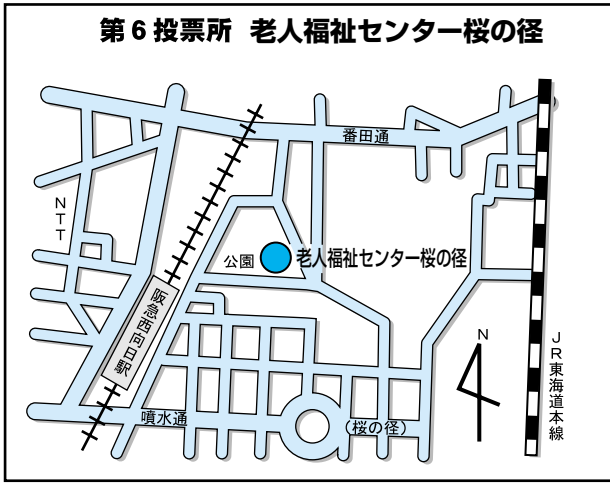 第6投票所 老人福祉センター桜の径
番田通
NTT
公園
老人福祉センター桜の径
阪急西向日駅
N
JR東海道本線
噴水通
(桜の径)